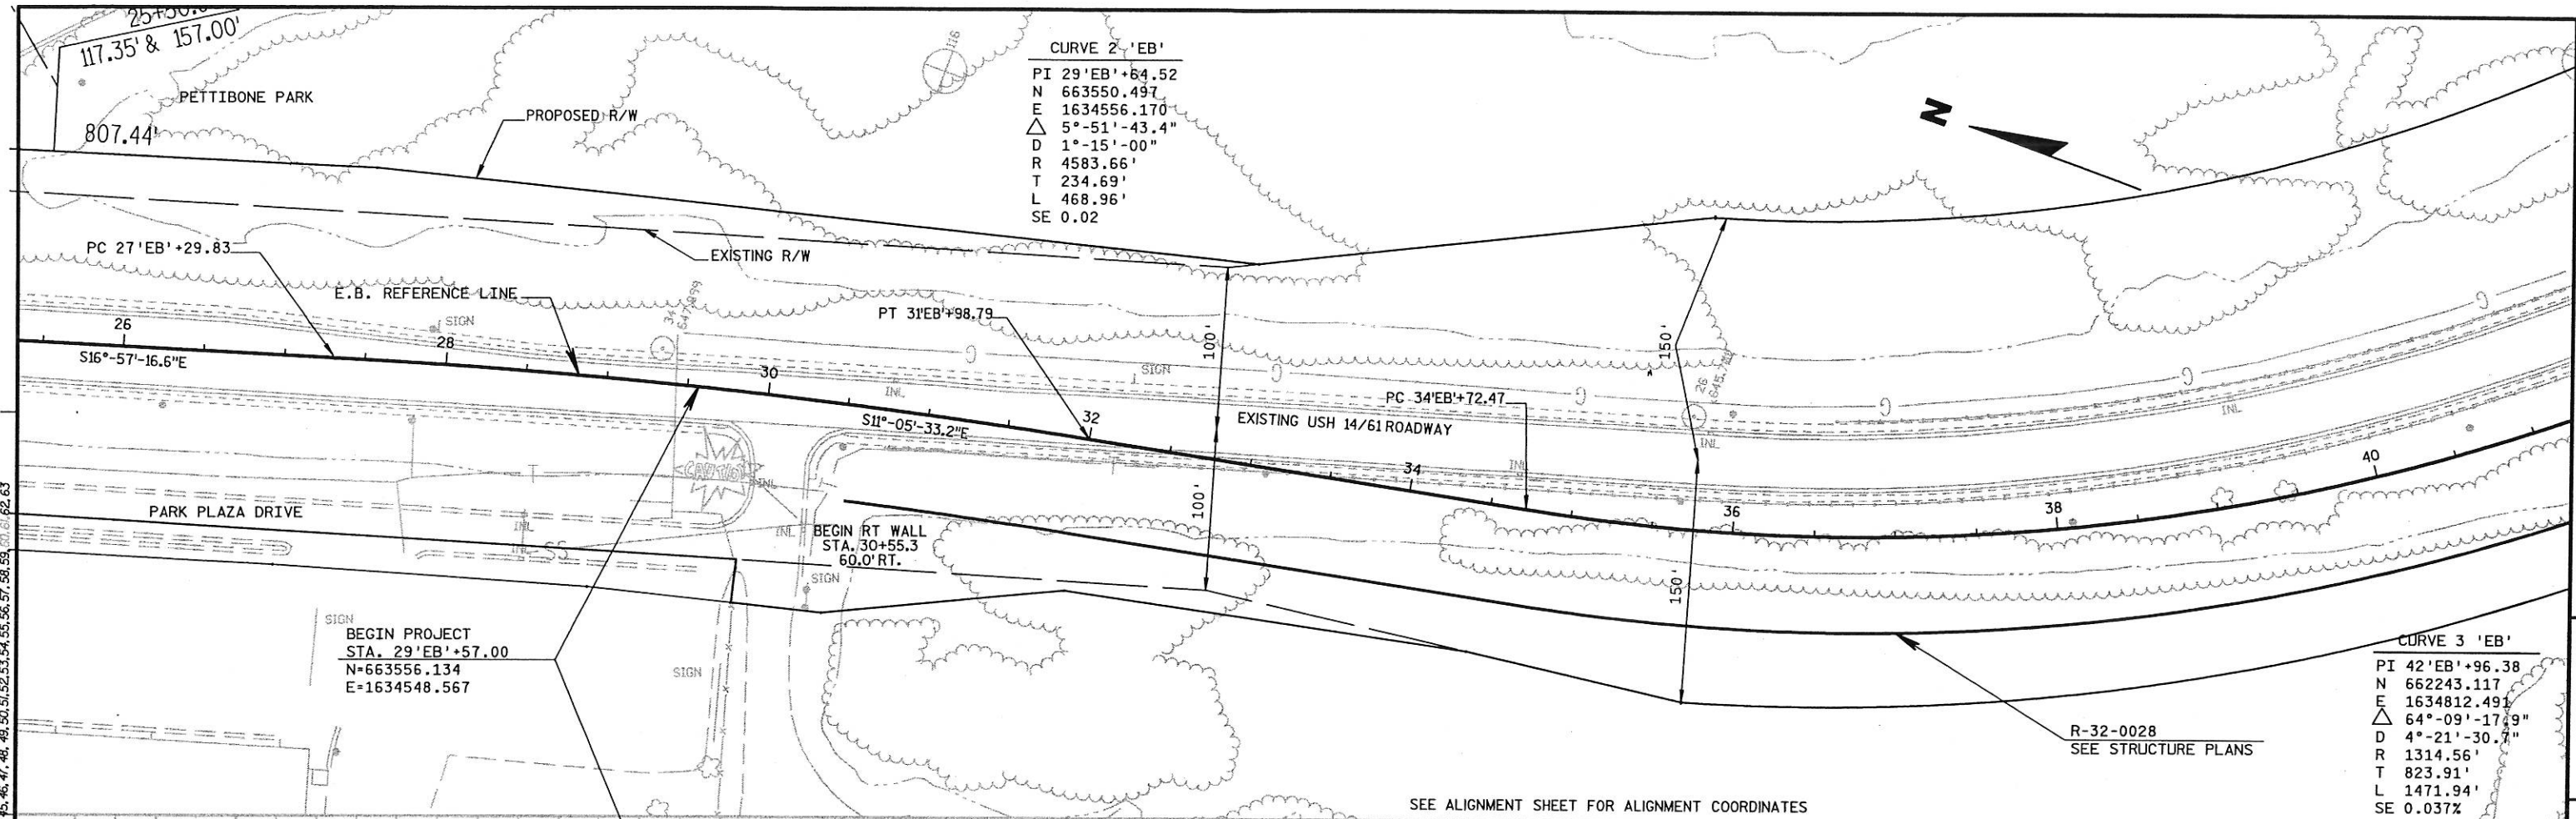 117.35' & 157.00'
PETTIBONE PARK
807.44'
PROPOSED R/W
EXISTING R/W
CURVE 2 'EB'
PI 29'EB'+64.52
N 663550.497
E 1634556.170
△ 5°-51'-43.4"
D 1°-15'-00"
R 4583.66'
T 234.69'
L 468.96'
SE 0.02
118
N
PC 27'EB'+29.83
E.B. REFERENCE LINE
PT 31'EB'+98.79
SIGN
26
28
30
32
34
36
38
40
S16°-57'-16.6"E
S11°-05'-33.2"E
INL
SIGN
100'
100'
150'
150'
26
PC 34'EB'+72.47
EXISTING USH 14/61 ROADWAY
INL
INL
INL
G
G
G
G
G
G
PARK PLAZA DRIVE
INL
INL
INL
BEGIN RT WALL
STA. 30+55.3
60.0' RT.
SIGN
SIGN
SIGN
BEGIN PROJECT
STA. 29'EB'+57.00
N=663556.134
E=1634548.567
R-32-0028
SEE STRUCTURE PLANS
CURVE 3 'EB'
PI 42'EB'+96.38
N 662243.117
E 1634812.491
△ 64°-09'-17.9"
D 4°-21'-30.7"
R 1314.56'
T 823.91'
L 1471.94'
SE 0.037%
SEE ALIGNMENT SHEET FOR ALIGNMENT COORDINATES